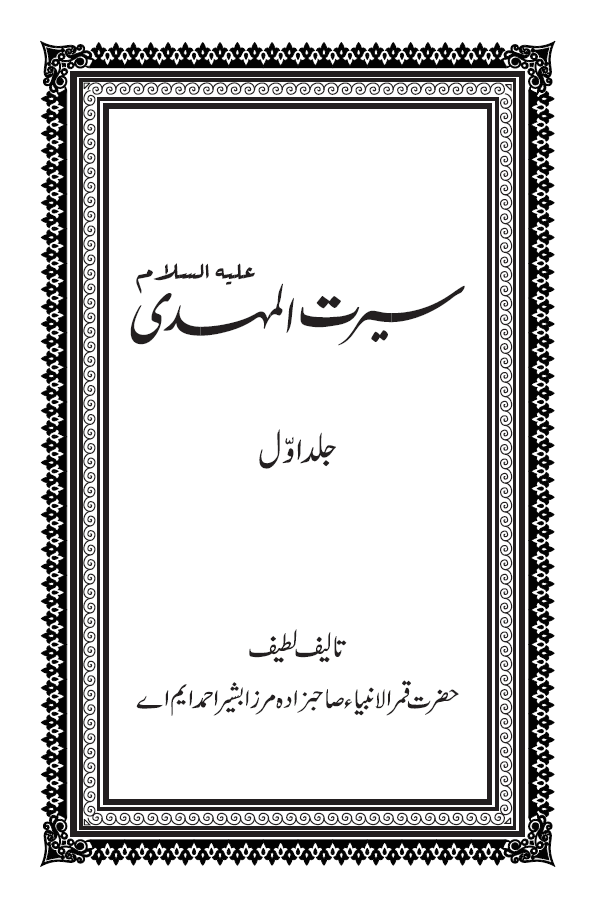 سیرت المہدی علیہ السلام
جلد اوّل
تالیف لطیف
حضرت قمر الانبیاء صاحبزادہ مرزا بشیر احمد ایم اے